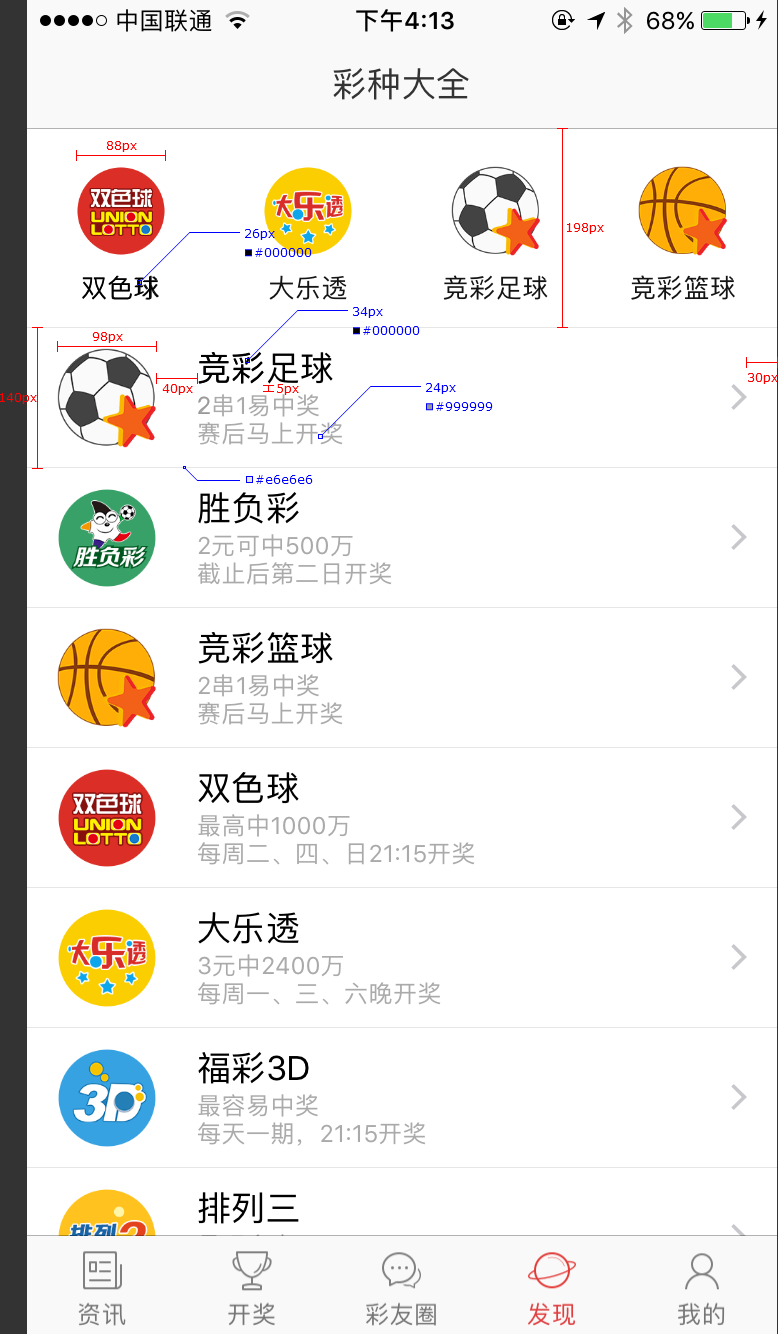 中国联通 下午4:13 68%
彩种大全
88px
双色球 UNION LOTTO
大乐透
198px
26px
#000000
双色球 大乐透 竞彩足球 竞彩篮球
34px
#000000
98px
140px
40px
竞彩足球
5px
24px
#999999
30px
2串1易中奖
赛后马上开奖
#e6e6e6
胜负彩
胜负彩
2元可中500万
截止后第二日开奖
竞彩篮球
2串1易中奖
赛后马上开奖
双色球 UNION LOTTO
双色球
最高中1000万
每周二、四、日21:15开奖
大乐透
大乐透
3元中2400万
每周一、三、六晚开奖
3D
福彩3D
最容易中奖
每天一期，21:15开奖
排列
排列三
资讯 开奖 彩友圈 发现 我的